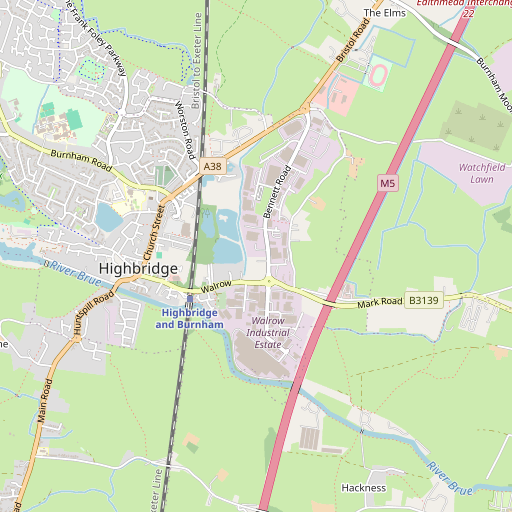 Edithmead Interchange
22
The Elms
The Frank Foley Parkway
Bristol to Exeter Line
Bristol Road
Burnham Moor
Worston Road
Burnham Road
A38
Watchfield
Lawn
M5
Bennett Road
Church Street
River Brue
Highbridge
Walrow
Mark Road
B3139
Huntspill Road
Highbridge
and Burnham
Walrow
Industrial
Estate
Main Road
River Brue
Hackness
Exeter Line
Road